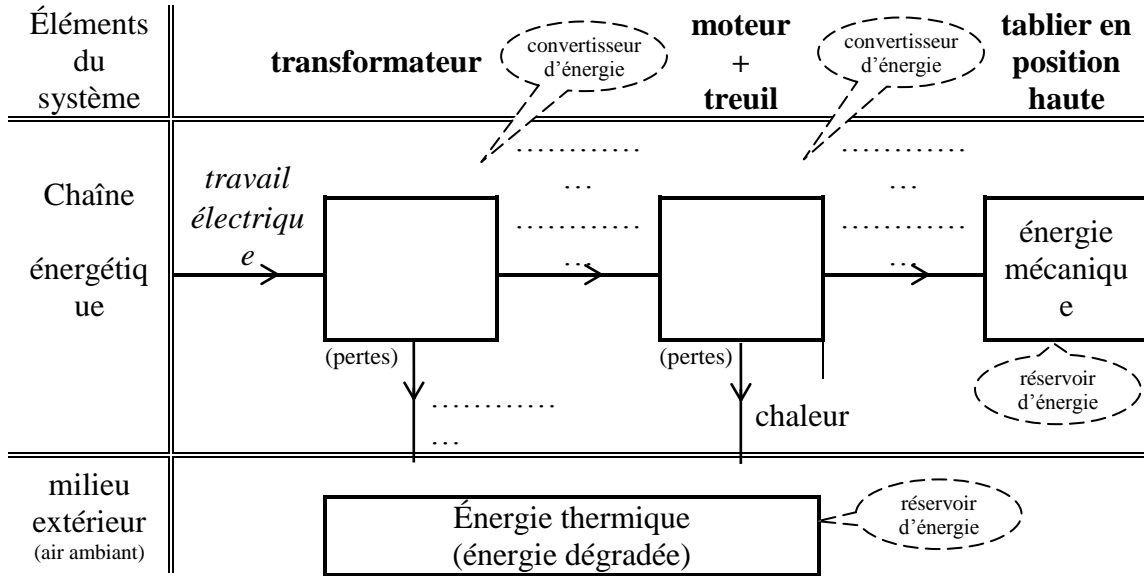 Éléments
du
système
transformateur
convertisseur
d’énergie
moteur
+
treuil
convertisseur
d’énergie
tablier en
position
haute
Chaîne
énergétiq
ue
travail
électriqu
e
…………
…
…………
…
…………
…
…………
…
énergie
mécaniqu
e
(pertes)
…………
…
(pertes)
chaleur
réservoir
d’énergie
milieu
extérieur
(air ambiant)
Énergie thermique
(énergie dégradée)
réservoir
d’énergie